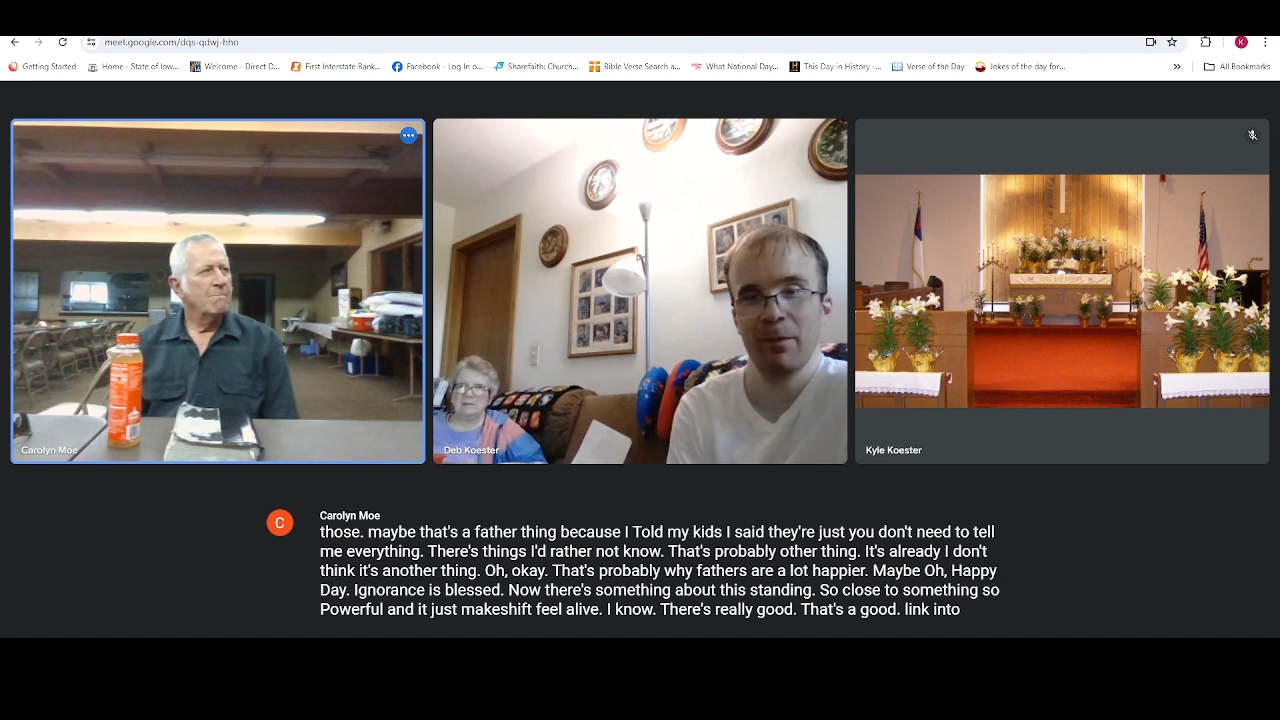 meet.google.com/dqs-qdwj-hho
Getting Started Home - State of Iow... Welcome - Direct D... First Interstate Bank... Facebook - Log In o... Sharefaith: Church... Bible Verse Search a... What National Day... This Day in History -... Verse of the Day Jokes of the day for... » All Bookmarks
K
Carolyn Moe
Deb Koester
Kyle Koester
C
Carolyn Moe
those. maybe that's a father thing because I Told my kids I said they're just you don't need to tell
me everything. There's things I'd rather not know. That's probably other thing. It's already I don't
think it's another thing. Oh, okay. That's probably why fathers are a lot happier. Maybe Oh, Happy
Day. Ignorance is blessed. Now there's something about this standing. So close to something so
Powerful and it just makeshift feel alive. I know. There's really good. That's a good. link into